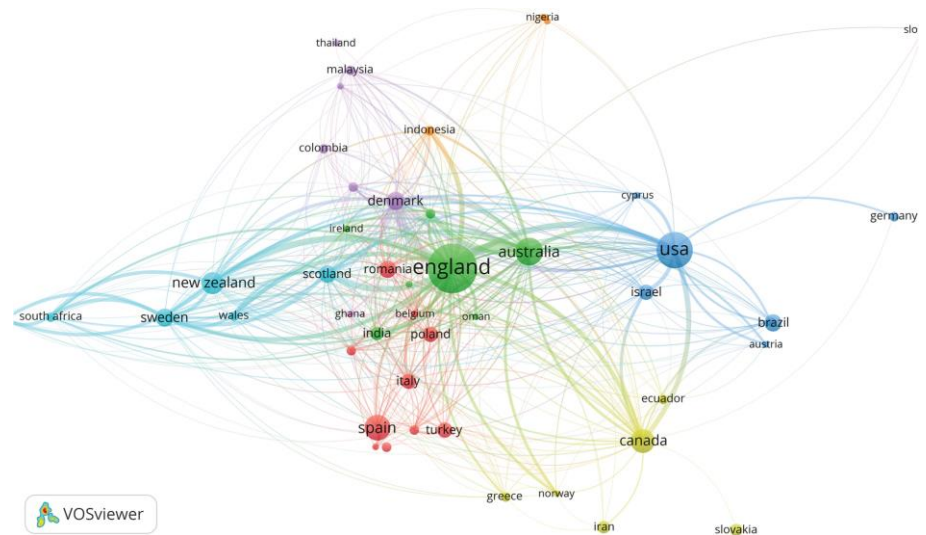 nigeria
slo
thailand
malaysia
indonesia
colombia
cyprus
denmark
germany
ireland
australia
usa
romania
england
scotland
new zealand
israel
south africa
sweden
wales
ghana
belgium
oman
brazil
india
poland
austria
italy
ecuador
spain
turkey
canada
greece
norway
VOSviewer
iran
slovakia